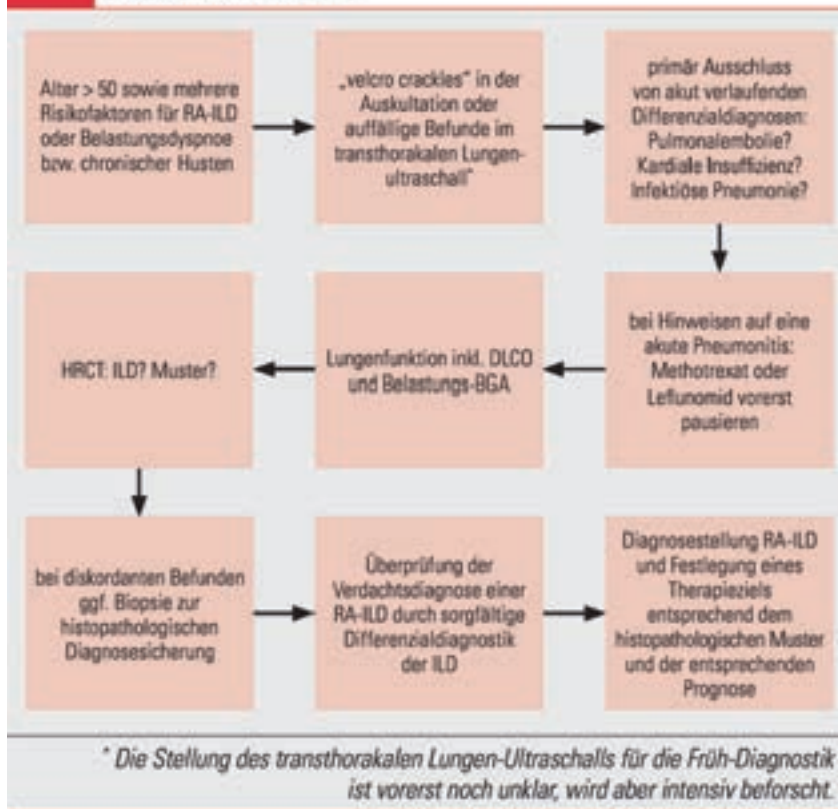 Alter > 50 sowie mehrere
Risikofaktoren für RA-ILD
oder Belastungsdyspnoe
bzw. chronischer Husten
„velcro crackles" in der
Auskultation oder
auffällige Befunde im
transthorakalen Lungen-
ultraschall*
primär Ausschluss
von akut verlaufenden
Differenzialdiagnosen:
Pulmonalembolie?
Kardiale Insuffizienz?
Infektiöse Pneumonie?
bei Hinweisen auf eine
akute Pneumonitis:
Methotrexat oder
Leflunomid vorerst
pausieren
Lungenfunktion inkl. DLCO
und Belastungs-BGA
HRCT: ILD? Muster?
bei diskordanten Befunden
ggf. Biopsie zur
histopathologischen
Diagnosesicherung
Überprüfung der
Verdachtsdiagnose einer
RA-ILD durch sorgfältige
Differenzialdiagnostik
der ILD
Diagnosestellung RA-ILD
und Festlegung eines
Therapieziels
entsprechend dem
histopathologischen Muster
und der entsprechenden
Prognose
* Die Stellung des transthorakalen Lungen-Ultraschalls für die Früh-Diagnostik
ist vorerst noch unklar, wird aber intensiv beforscht.